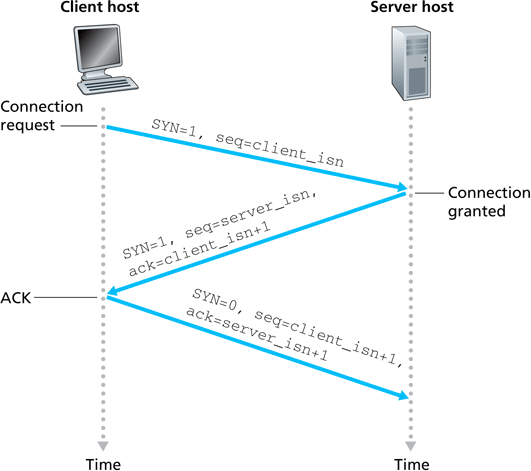 Client host
Server host
Connection
request
SYN=1, seq=client_isn
Connection
granted
SYN=1, seq=server_isn,
ack=client_isn+1
ACK
SYN=0, seq=client_isn+1,
ack=server_isn+1
Time
Time